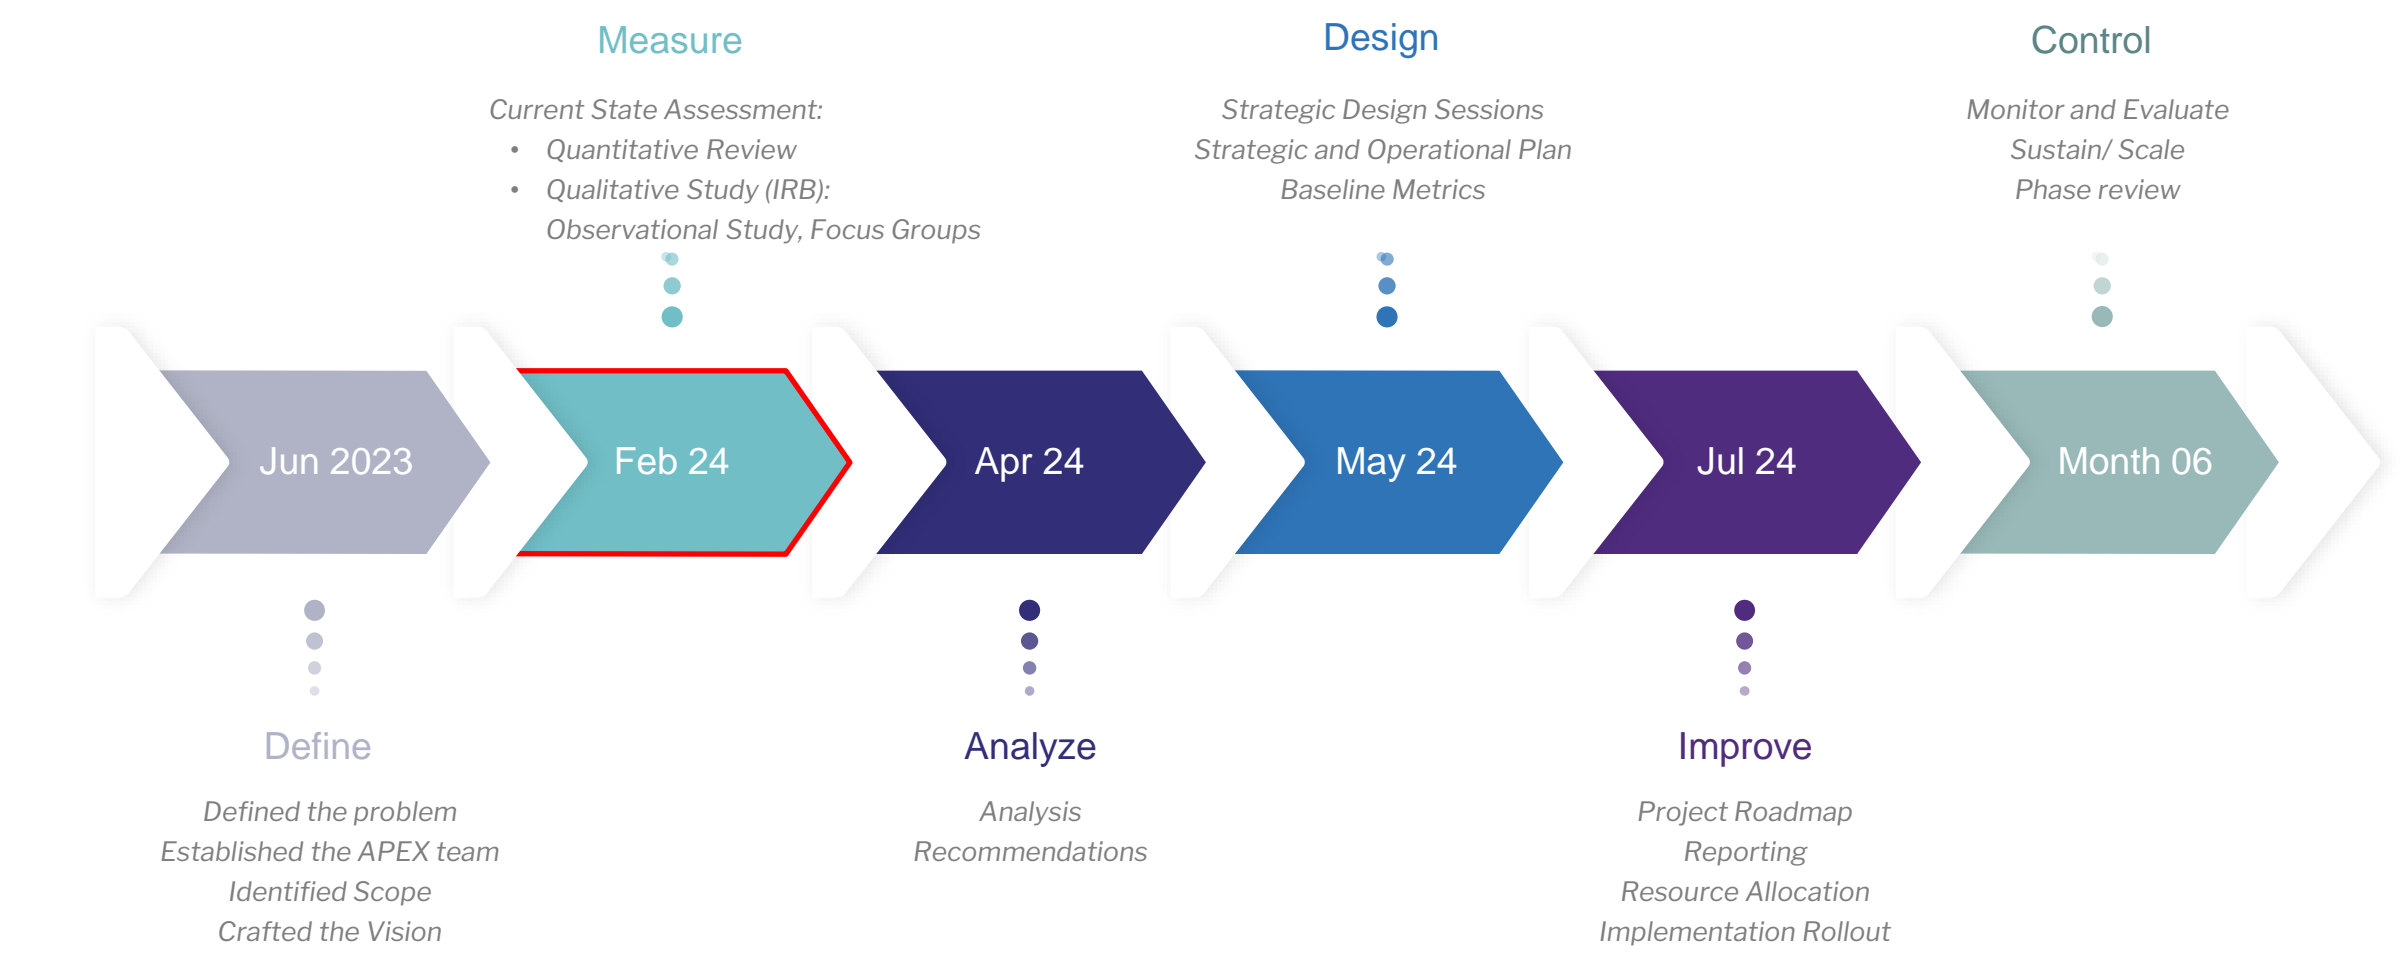 Measure
Current State Assessment:
• Quantitative Review
• Qualitative Study (IRB):
Observational Study, Focus Groups
Design
Strategic Design Sessions
Strategic and Operational Plan
Baseline Metrics
Control
Monitor and Evaluate
Sustain/ Scale
Phase review
Jun 2023
Feb 24
Apr 24
May 24
Jul 24
Month 06
Define
Defined the problem
Established the APEX team
Identified Scope
Crafted the Vision
Analyze
Analysis
Recommendations
Improve
Project Roadmap
Reporting
Resource Allocation
Implementation Rollout